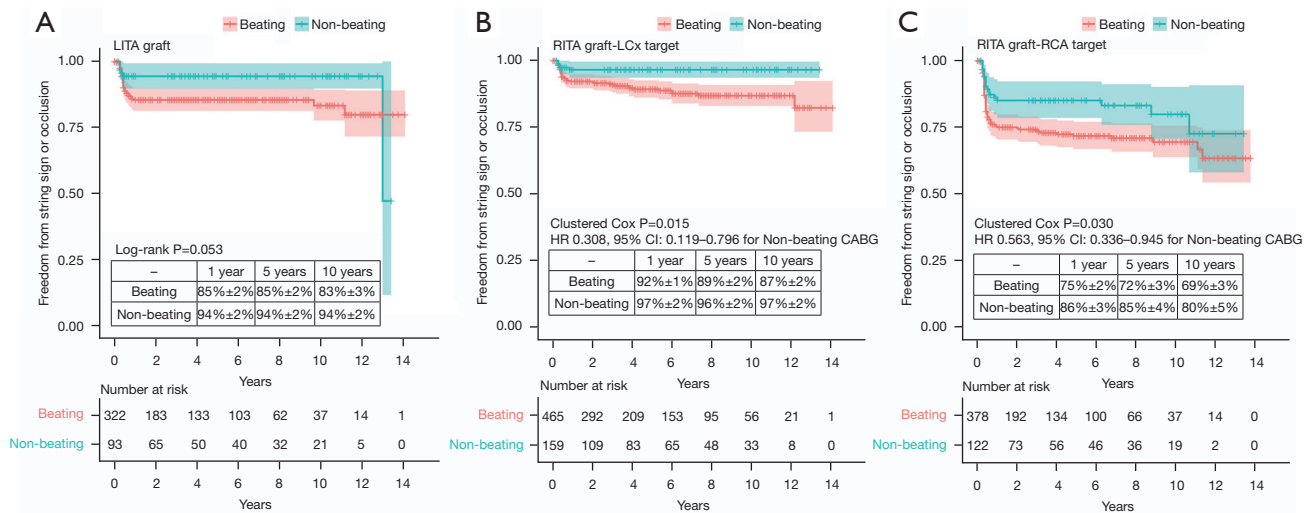 A
Beating Non-beating
LITA graft
Freedom from string sign or occlusion
1.00
0.75
0.50
0.25
0.00
Log-rank P=0.053
– 1 year 5 years 10 years
Beating 85%±2% 85%±2% 83%±3%
Non-beating 94%±2% 94%±2% 94%±2%
0 2 4 6 8 10 12 14
Years
Number at risk
Beating 322 183 133 103 62 37 14 1
Non-beating 93 65 50 40 32 21 5 0
0 2 4 6 8 10 12 14
Years
B
Beating Non-beating
RITA graft-LCx target
Freedom from string sign or occlusion
1.00
0.75
0.50
0.25
0.00
Clustered Cox P=0.015
HR 0.308, 95% CI: 0.119–0.796 for Non-beating CABG
– 1 year 5 years 10 years
Beating 92%±1% 89%±2% 87%±2%
Non-beating 97%±2% 96%±2% 97%±2%
0 2 4 6 8 10 12 14
Years
Number at risk
Beating 465 292 209 153 95 56 21 1
Non-beating 159 109 83 65 48 33 8 0
0 2 4 6 8 10 12 14
Years
C
Beating Non-beating
RITA graft-RCA target
Freedom from string sign or occlusion
1.00
0.75
0.50
0.25
0.00
Clustered Cox P=0.030
HR 0.563, 95% CI: 0.336–0.945 for Non-beating CABG
– 1 year 5 years 10 years
Beating 75%±2% 72%±3% 69%±3%
Non-beating 86%±3% 85%±4% 80%±5%
0 2 4 6 8 10 12 14
Years
Number at risk
Beating 378 192 134 100 66 37 14 0
Non-beating 122 73 56 46 36 19 2 0
0 2 4 6 8 10 12 14
Years